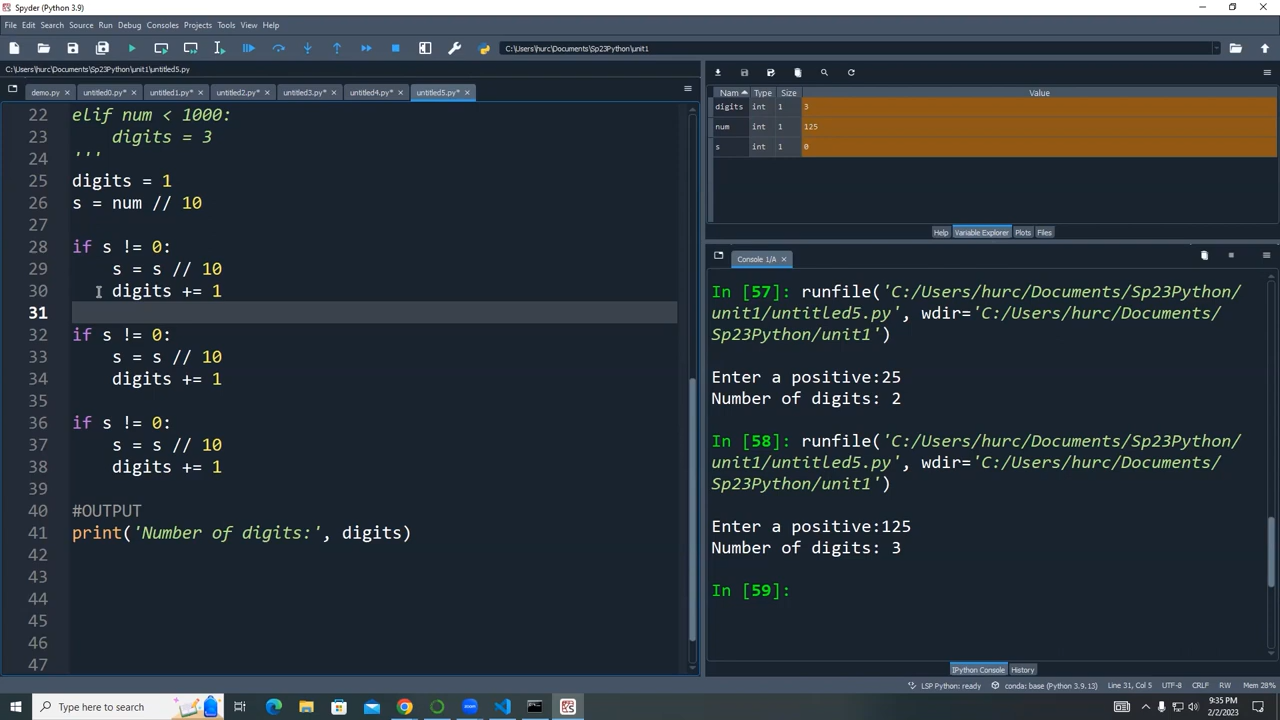 Spyder (Python 3.9)
File Edit Search Source Run Debug Consoles Projects Tools View Help
C:\Users\hurc\Documents\Sp23Python\unit1
C:\Users\hurc\Documents\Sp23Python\unit1\untitled5.py
demo.py untitled0.py* untitled1.py* untitled2.py* untitled3.py* untitled4.py* untitled5.py*
22 elif num < 1000:
23 digits = 3
24 '''
25 digits = 1
26 s = num // 10
27
28 if s != 0:
29 s = s // 10
30 digits += 1
31
32 if s != 0:
33 s = s // 10
34 digits += 1
35
36 if s != 0:
37 s = s // 10
38 digits += 1
39
40 #OUTPUT
41 print('Number of digits:', digits)
42
43
44
45
46
47
Nam Type Size Value
digits int 1 3
num int 1 125
s int 1 0
Help Variable Explorer Plots Files
Console 1/A
In [57]: runfile('C:/Users/hurc/Documents/Sp23Python/
unit1/untitled5.py', wdir='C:/Users/hurc/Documents/
Sp23Python/unit1')
Enter a positive:25
Number of digits: 2
In [58]: runfile('C:/Users/hurc/Documents/Sp23Python/
unit1/untitled5.py', wdir='C:/Users/hurc/Documents/
Sp23Python/unit1')
Enter a positive:125
Number of digits: 3
In [59]:
IPython Console History
LSP Python: ready conda: base (Python 3.9.13) Line 31, Col 5 UTF-8 CRLF RW Mem 28%
Type here to search
9:35 PM
2/2/2023